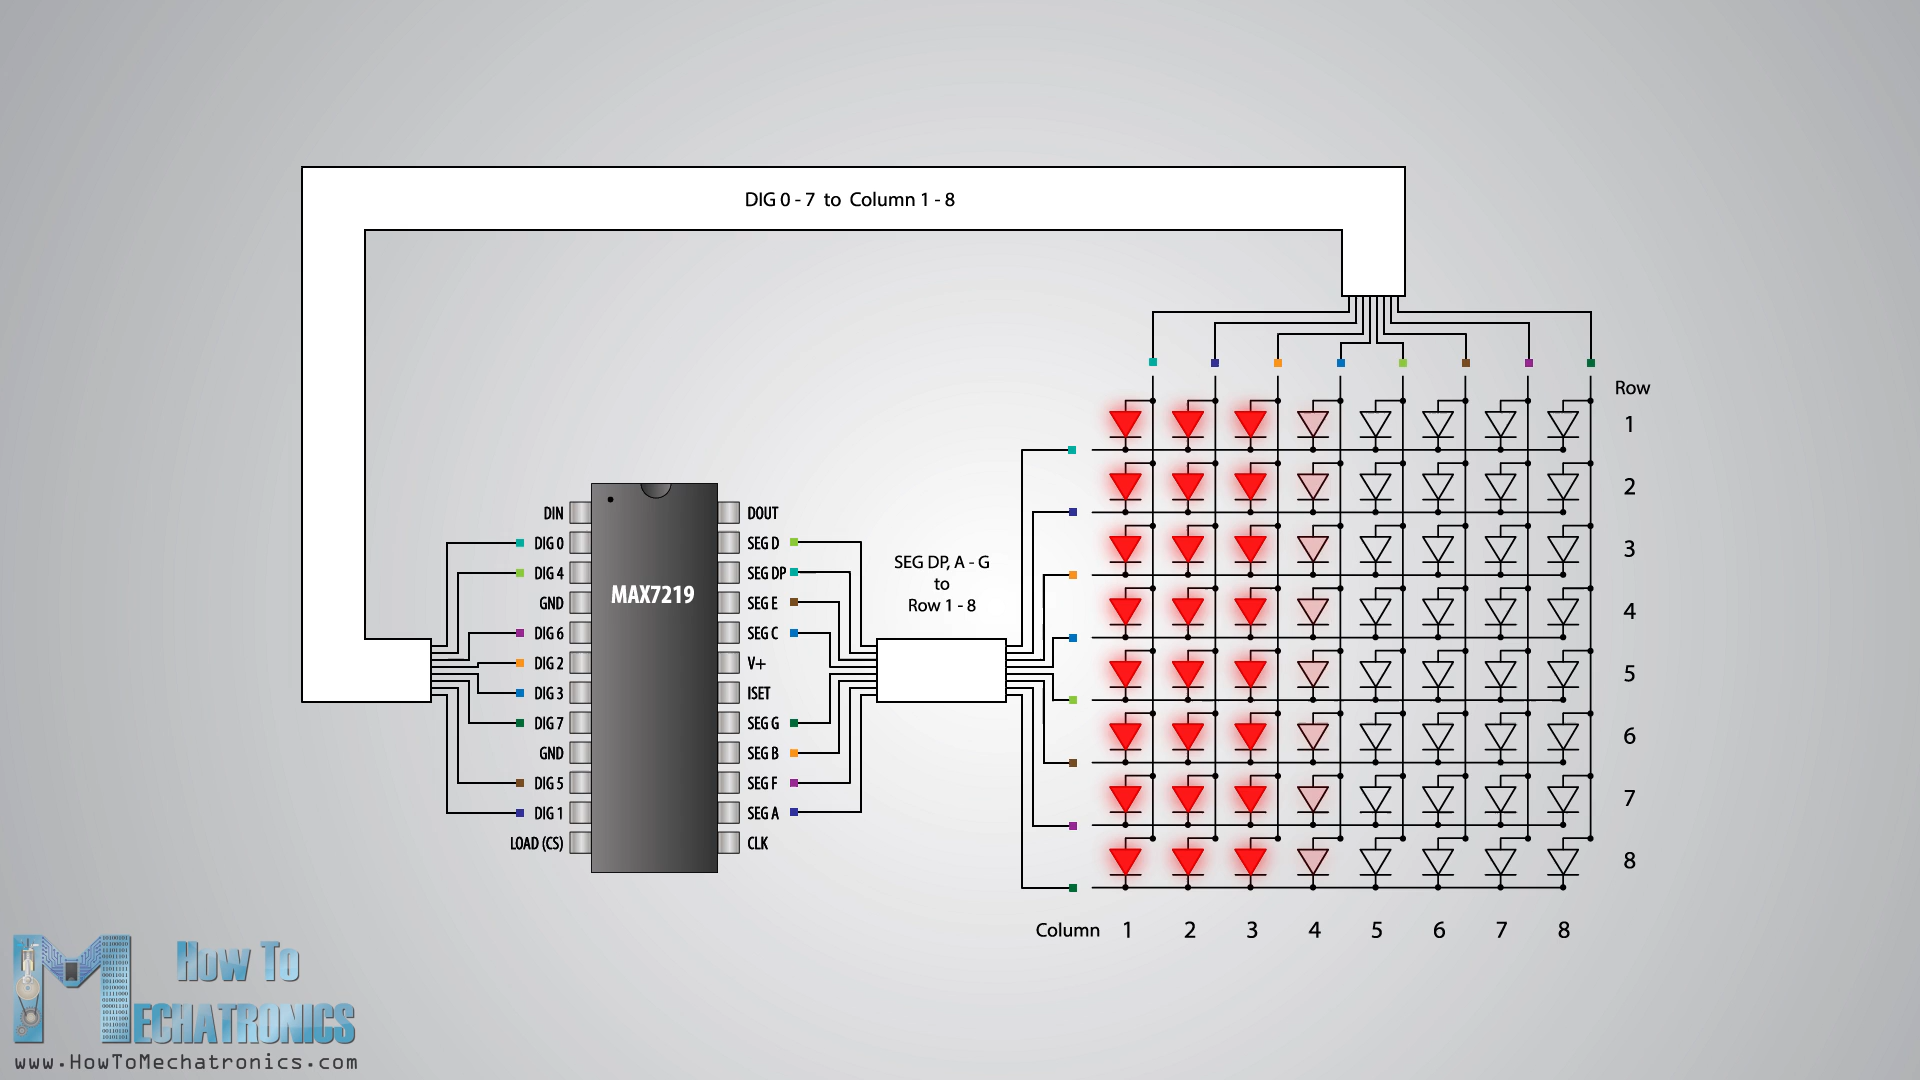 DIG 0 - 7 to Column 1 - 8
Row
1
2
3
4
5
6
7
8
Column 1 2 3 4 5 6 7 8
SEG DP, A - G
to
Row 1 - 8
MAX7219
DIN
DIG 0
DIG 4
GND
DIG 6
DIG 2
DIG 3
DIG 7
GND
DIG 5
DIG 1
LOAD (CS)
DOUT
SEG D
SEG DP
SEG E
SEG C
V+
ISET
SEG G
SEG B
SEG F
SEG A
CLK
How To
MECHATRONICS
www.HowToMechatronics.com